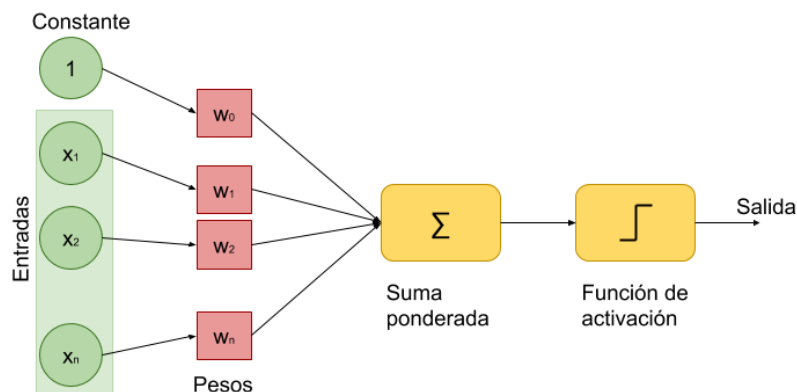 Constante
1
w₀
x₁
w₁
x₂
w₂
Entradas
Σ
Salida
Suma
ponderada
Función de
activación
xₙ
wₙ
Pesos